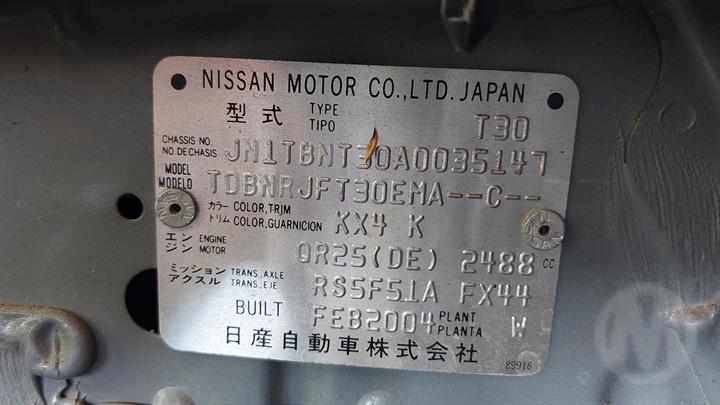 NISSAN MOTOR CO.,LTD. JAPAN
型式 TYPE TIPO T30
CHASSIS NO. NO.DE CHASIS JN1TBNT30A0035147
MODEL MODELO TDBNRJFT30EMA--C--
カラー トリム COLOR,TRIM COLOR,GUARNICION KX4 K
エンジン ENGINE MOTOR QR25(DE) 2488 CC
ミッション アクスル TRANS.,AXLE TRANS.,EJE RS5F51A FX44
BUILT FEB2004 PLANT PLANTA W
日産自動車株式会社
89916
M